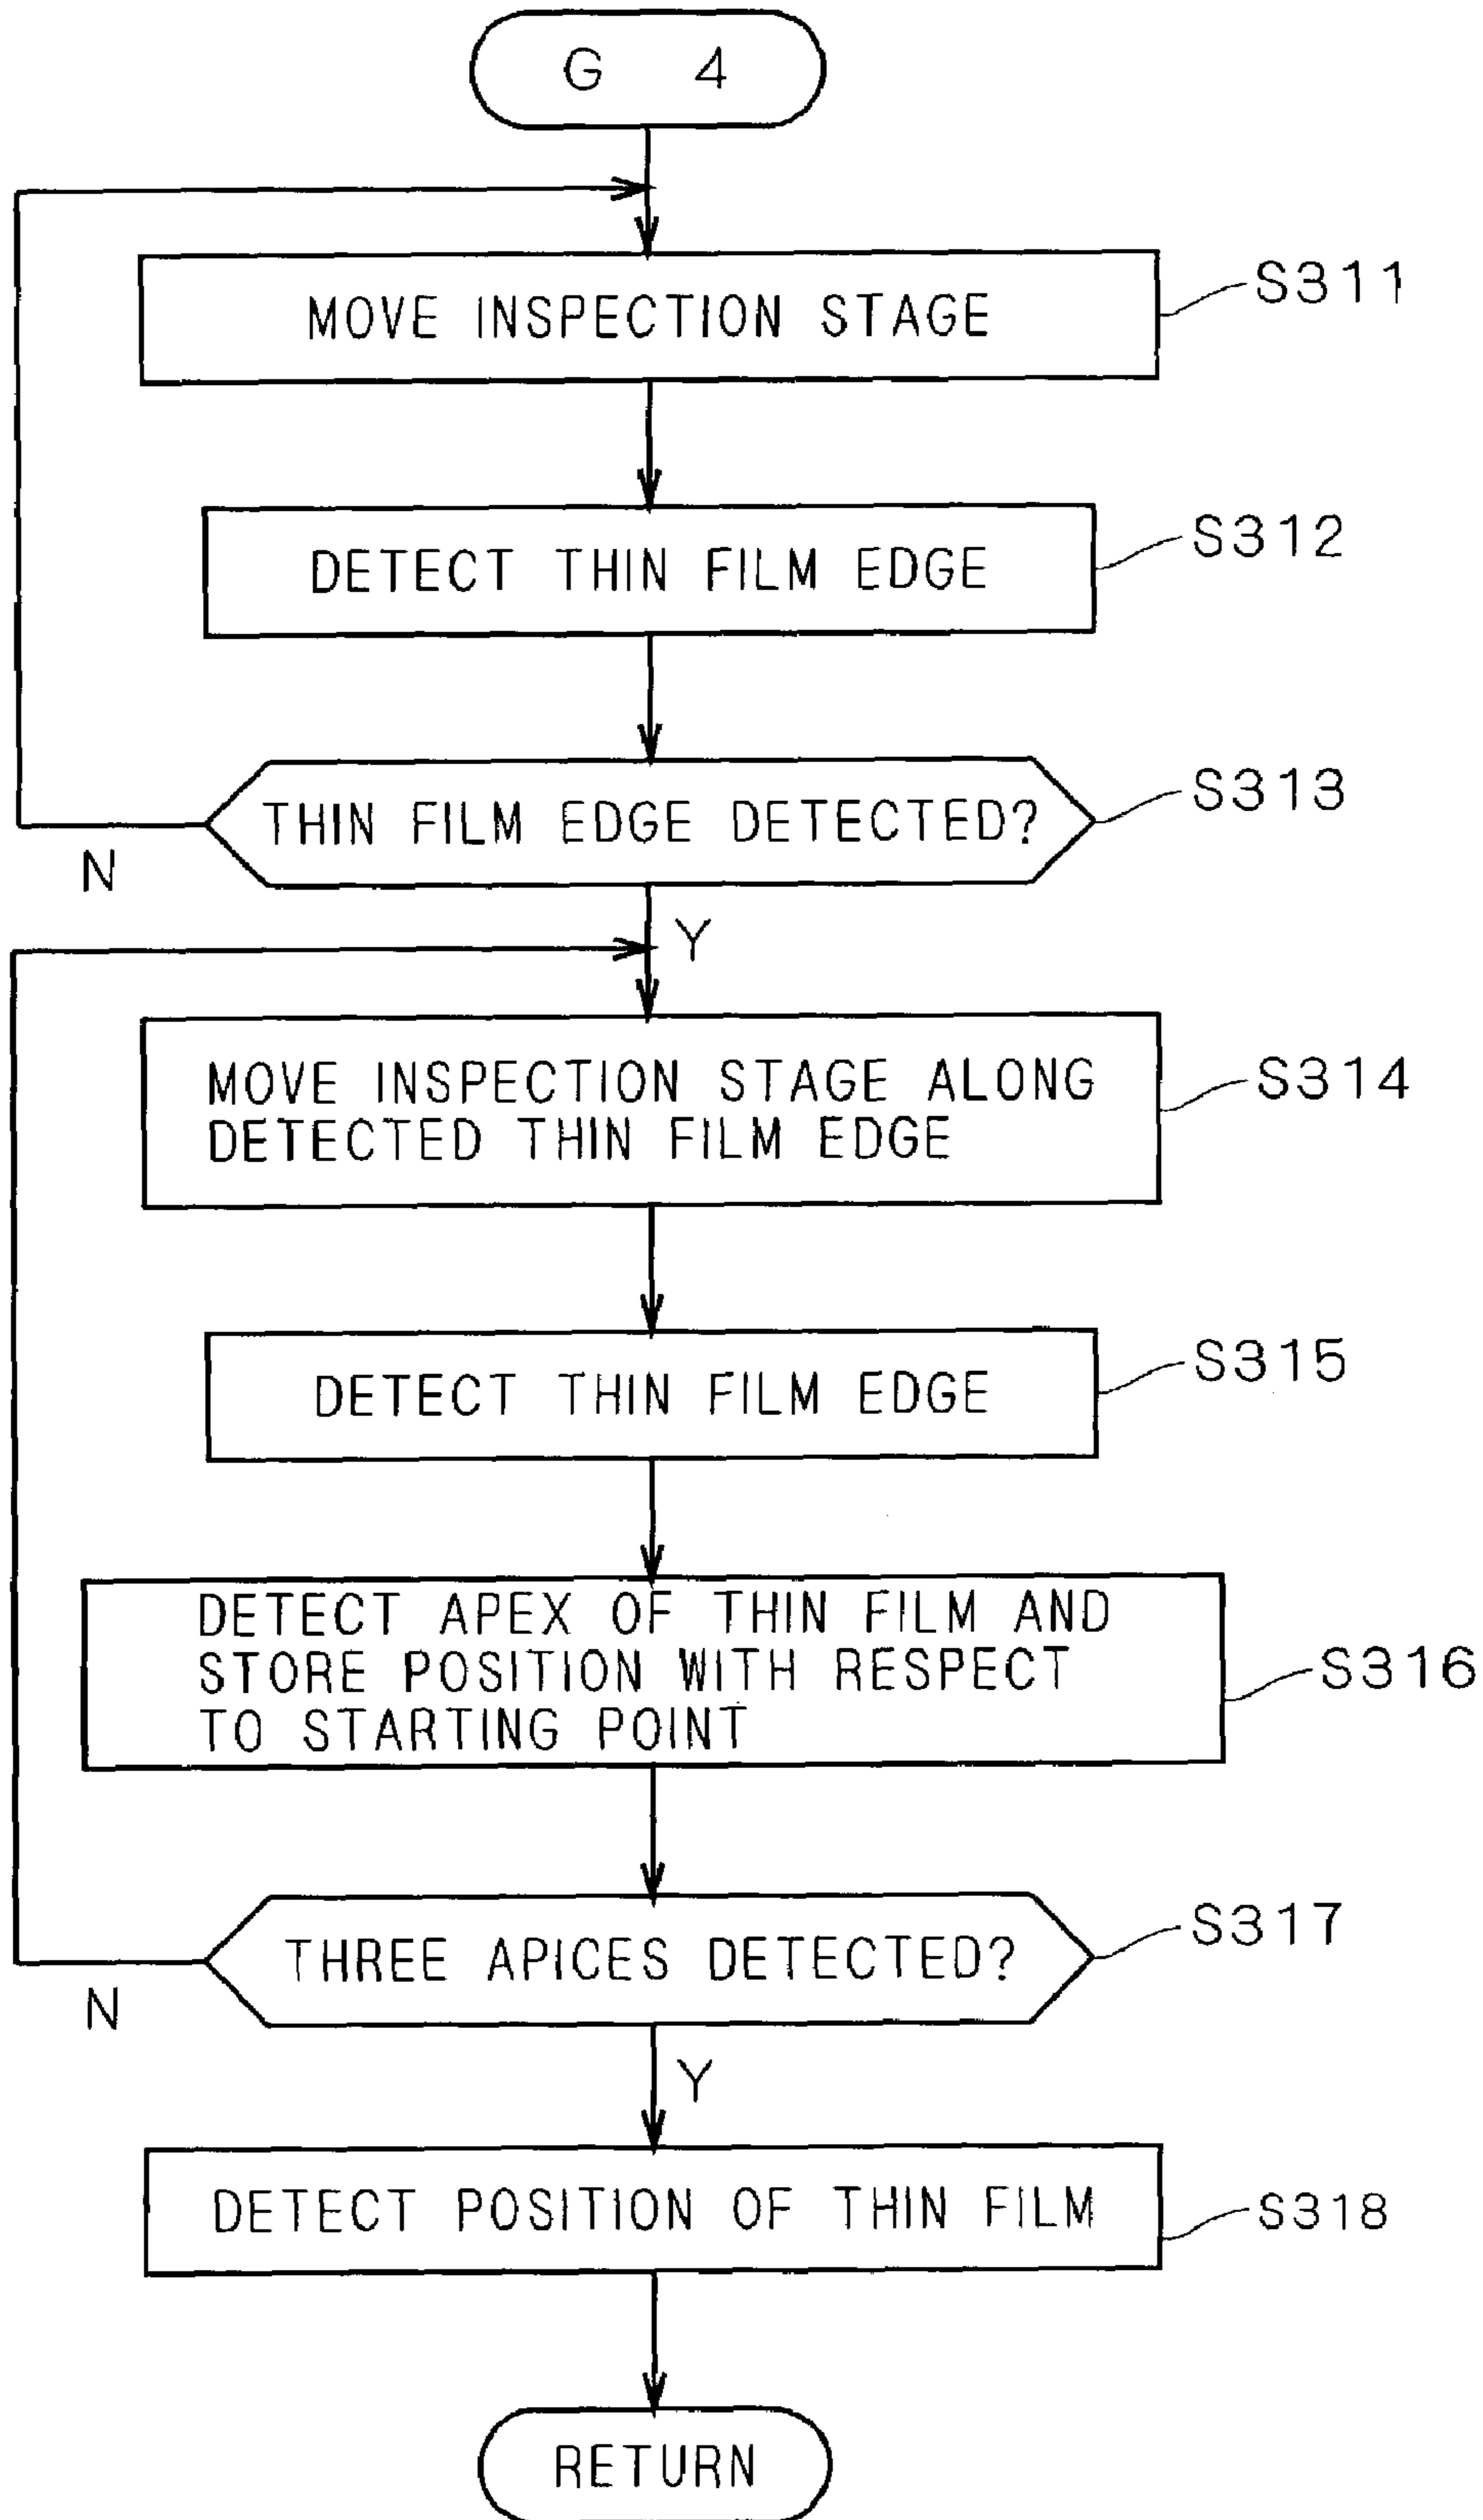 G 4
MOVE INSPECTION STAGE
S311
DETECT THIN FILM EDGE
S312
THIN FILM EDGE DETECTED?
S313
N
Y
MOVE INSPECTION STAGE ALONG
DETECTED THIN FILM EDGE
S314
DETECT THIN FILM EDGE
S315
DETECT APEX OF THIN FILM AND
STORE POSITION WITH RESPECT
TO STARTING POINT
S316
THREE APICES DETECTED?
S317
N
Y
DETECT POSITION OF THIN FILM
S318
RETURN